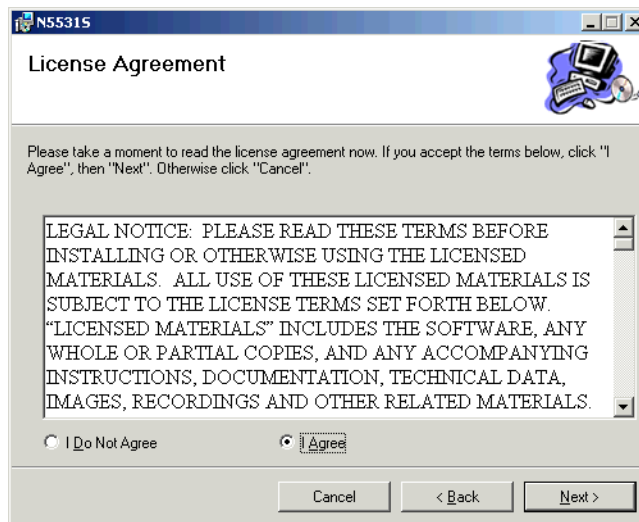 N5531S
License Agreement
Please take a moment to read the license agreement now. If you accept the terms below, click "I
Agree", then "Next". Otherwise click "Cancel".
LEGAL NOTICE:  PLEASE READ THESE TERMS BEFORE
INSTALLING OR OTHERWISE USING THE LICENSED
MATERIALS.  ALL USE OF THESE LICENSED MATERIALS IS
SUBJECT TO THE LICENSE TERMS SET FORTH BELOW.
“LICENSED MATERIALS” INCLUDES THE SOFTWARE, ANY
WHOLE OR PARTIAL COPIES, AND ANY ACCOMPANYING
INSTRUCTIONS, DOCUMENTATION, TECHNICAL DATA,
IMAGES, RECORDINGS AND OTHER RELATED MATERIALS.
I Do Not Agree
I Agree
Cancel
< Back
Next >